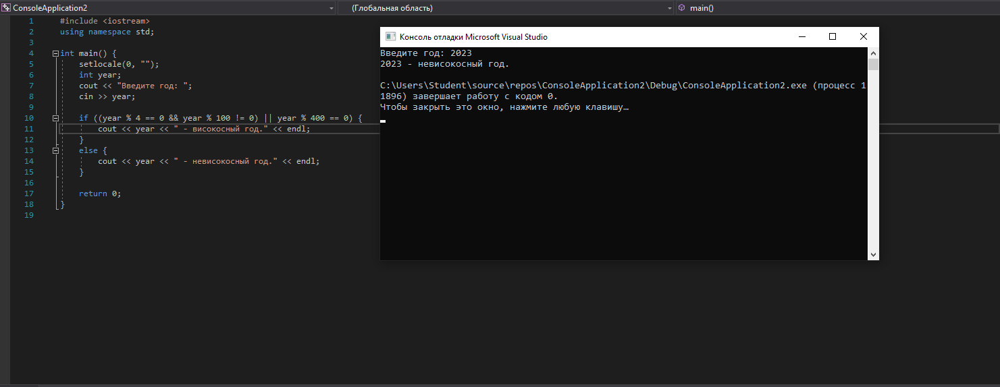 ConsoleApplication2 (Глобальная область) main()
1 #include <iostream>
2 using namespace std;
3
4 int main() {
5 setlocale(0, "");
6 int year;
7 cout << "Введите год: ";
8 cin >> year;
9
10 if ((year % 4 == 0 && year % 100 != 0) || year % 400 == 0) {
11 cout << year << " - високосный год." << endl;
12 }
13 else {
14 cout << year << " - невисокосный год." << endl;
15 }
16
17 return 0;
18 }
19
Консоль отладки Microsoft Visual Studio
Введите год: 2023
2023 - невисокосный год.
C:\Users\Student\source\repos\ConsoleApplication2\Debug\ConsoleApplication2.exe (процесс 1
1896) завершает работу с кодом 0.
Чтобы закрыть это окно, нажмите любую клавишу…